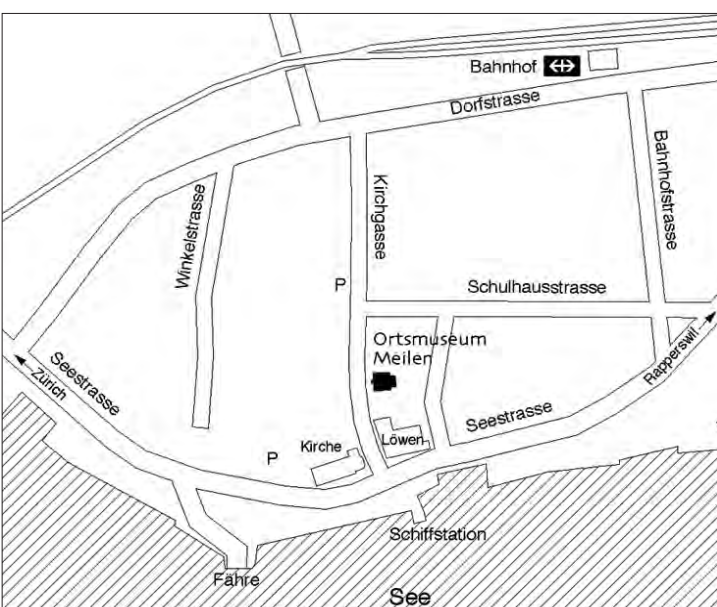 Bahnhof
Dorfstrasse
Bahnhofstrasse
Kirchgasse
Winkelstrasse
P
Schulhausstrasse
Ortsmuseum
Meilen
Rapperswil
Seestrasse
Zürich
Seestrasse
Löwen
Kirche
P
Schiffstation
Fähre
See